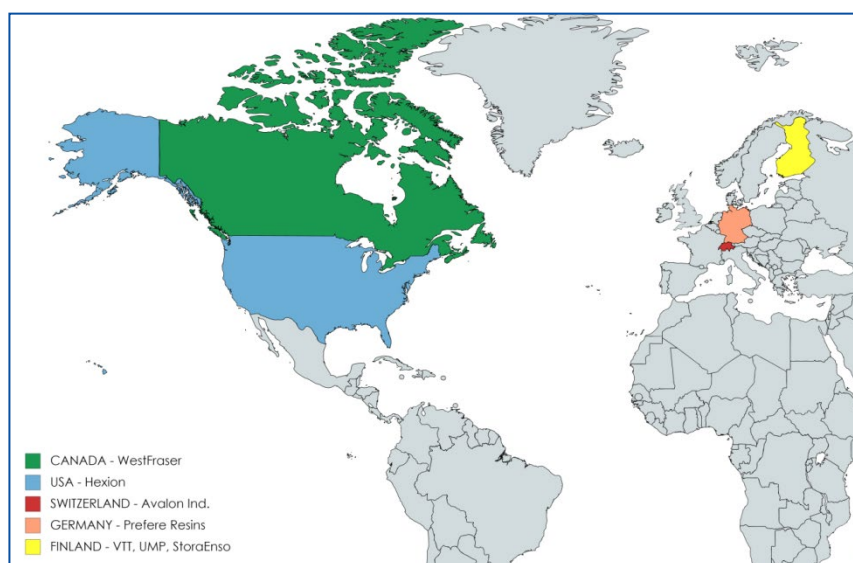 CANADA - WestFraser
USA - Hexion
SWITZERLAND - Avalon Ind.
GERMANY - Prefere Resins
FINLAND - VTT, UMP, StoraEnso